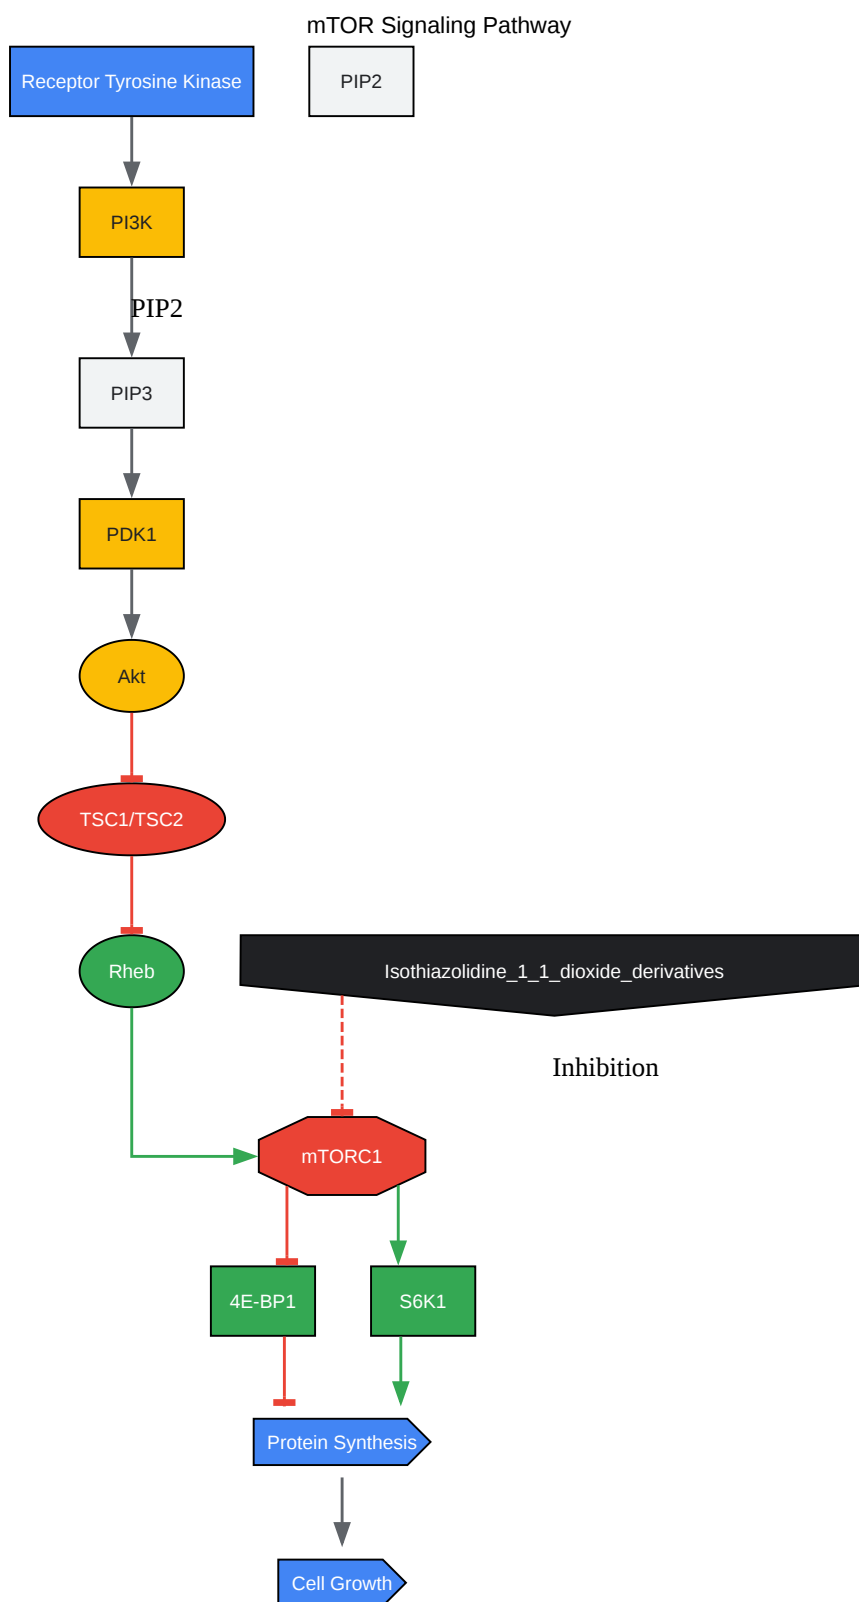 mTOR Signaling Pathway
Receptor Tyrosine Kinase
PIP2
PI3K
PIP2
PIP3
PDK1
Akt
TSC1/TSC2
Rheb
Isothiazolidine_1_1_dioxide_derivatives
Inhibition
mTORC1
4E-BP1
S6K1
Protein Synthesis
Cell Growth